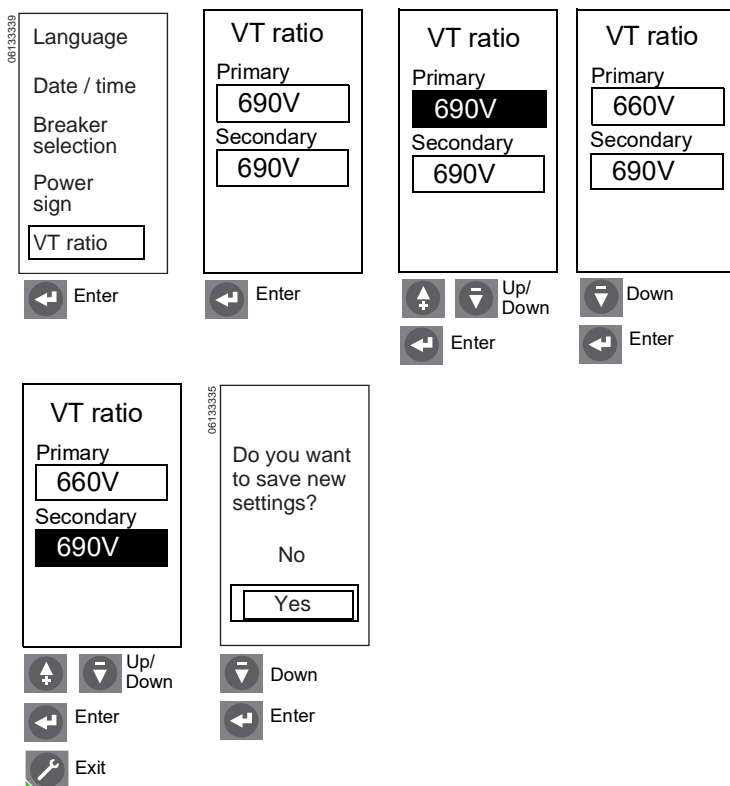 06133339
Language
Date / time
Breaker
selection
Power
sign
VT ratio
Enter
VT ratio
Primary
690V
Secondary
690V
Enter
VT ratio
Primary
690V
Secondary
690V
Up/
Down
Enter
VT ratio
Primary
660V
Secondary
690V
Down
Enter
VT ratio
Primary
660V
Secondary
690V
Up/
Down
Enter
Exit
06133335
Do you want
to save new
settings?
No
Yes
Down
Enter